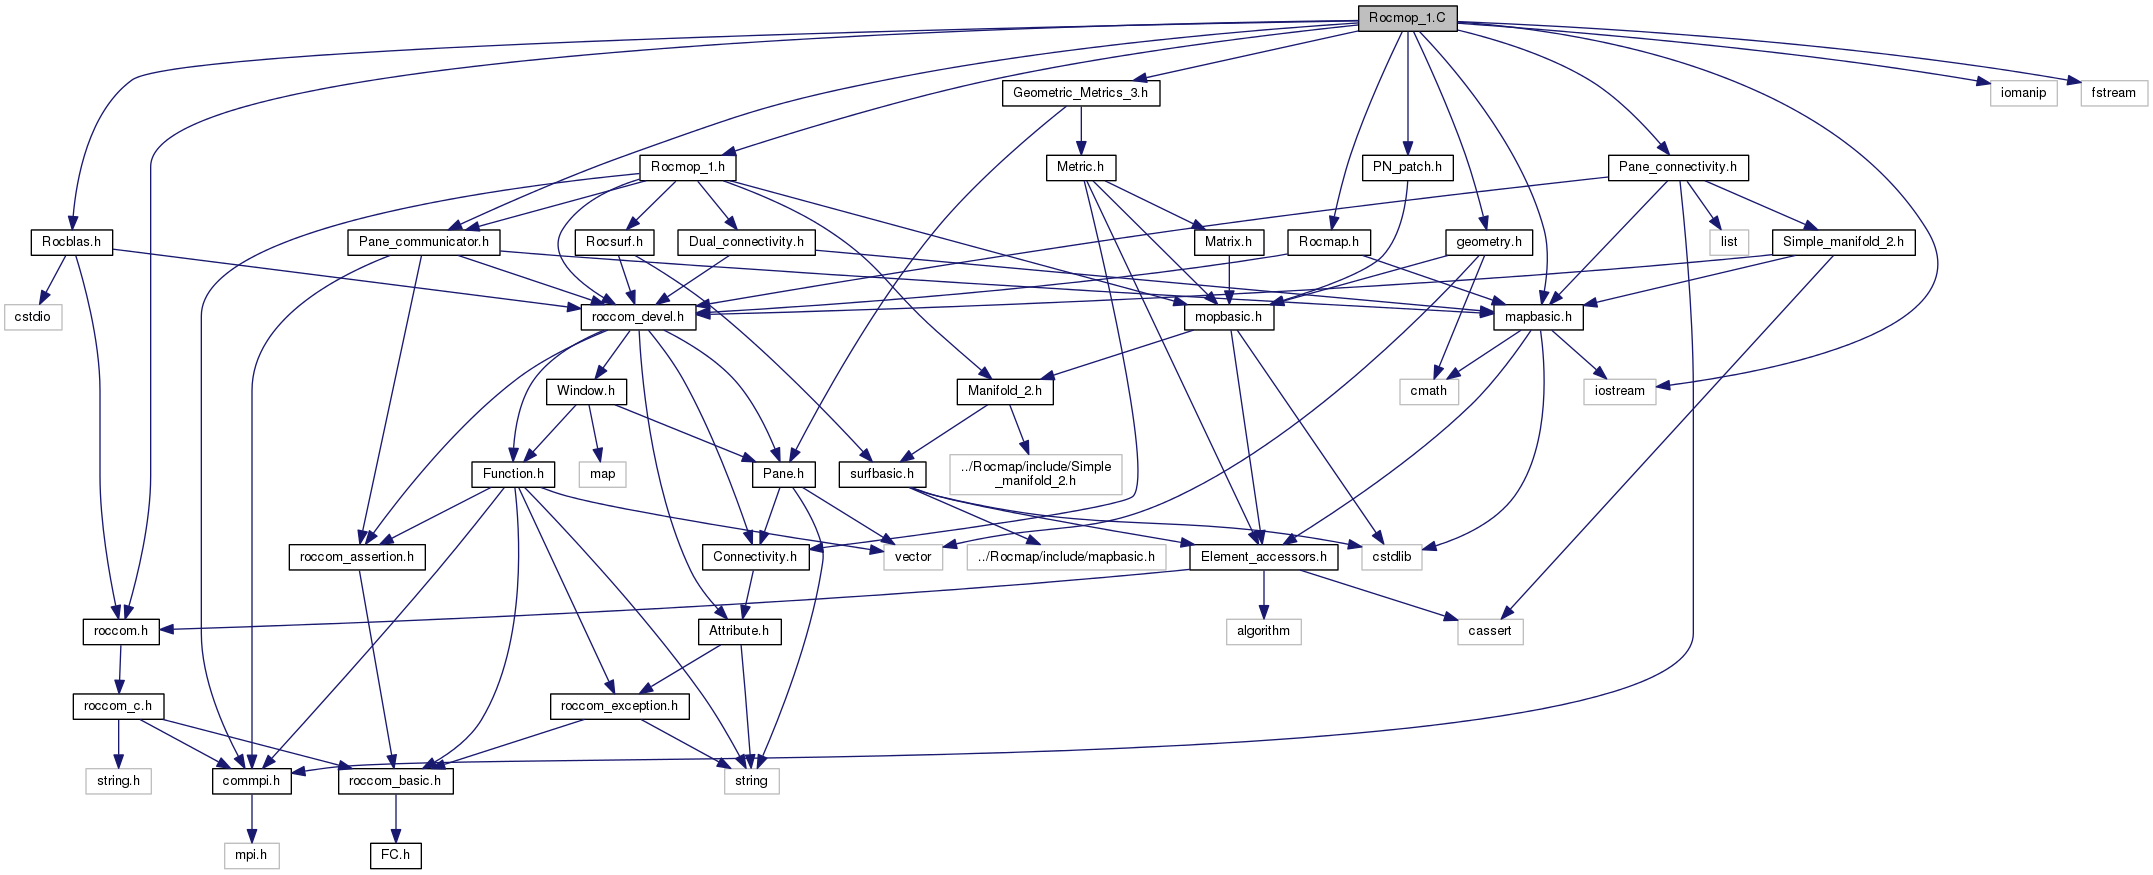 Rocmop_1.C
Geometric_Metrics_3.h
iomanip
fstream
Rocmop_1.h
Metric.h
PN_patch.h
Pane_connectivity.h
Rocblas.h
Pane_communicator.h
Rocsurf.h
Dual_connectivity.h
Matrix.h
Rocmap.h
geometry.h
list
Simple_manifold_2.h
cstdio
roccom_devel.h
mopbasic.h
mapbasic.h
Window.h
Manifold_2.h
cmath
iostream
Function.h
map
Pane.h
surfbasic.h
../Rocmap/include/Simple
_manifold_2.h
roccom_assertion.h
Connectivity.h
vector
../Rocmap/include/mapbasic.h
Element_accessors.h
cstdlib
roccom.h
Attribute.h
algorithm
cassert
roccom_c.h
roccom_exception.h
string.h
commpi.h
roccom_basic.h
string
mpi.h
FC.h